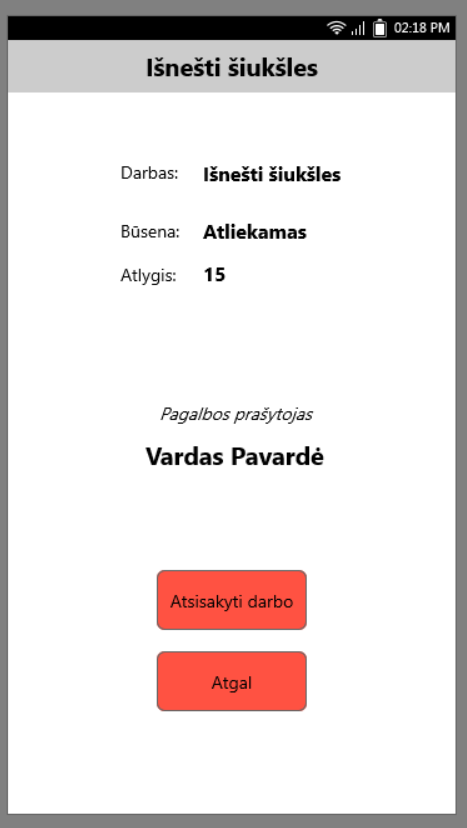 02:18 PM
Išnešti šiukšles
Darbas: Išnešti šiukšles
Būsena: Atliekamas
Atlygis: 15
Pagalbos prašytojas
Vardas Pavardė
Atsisakyti darbo
Atgal